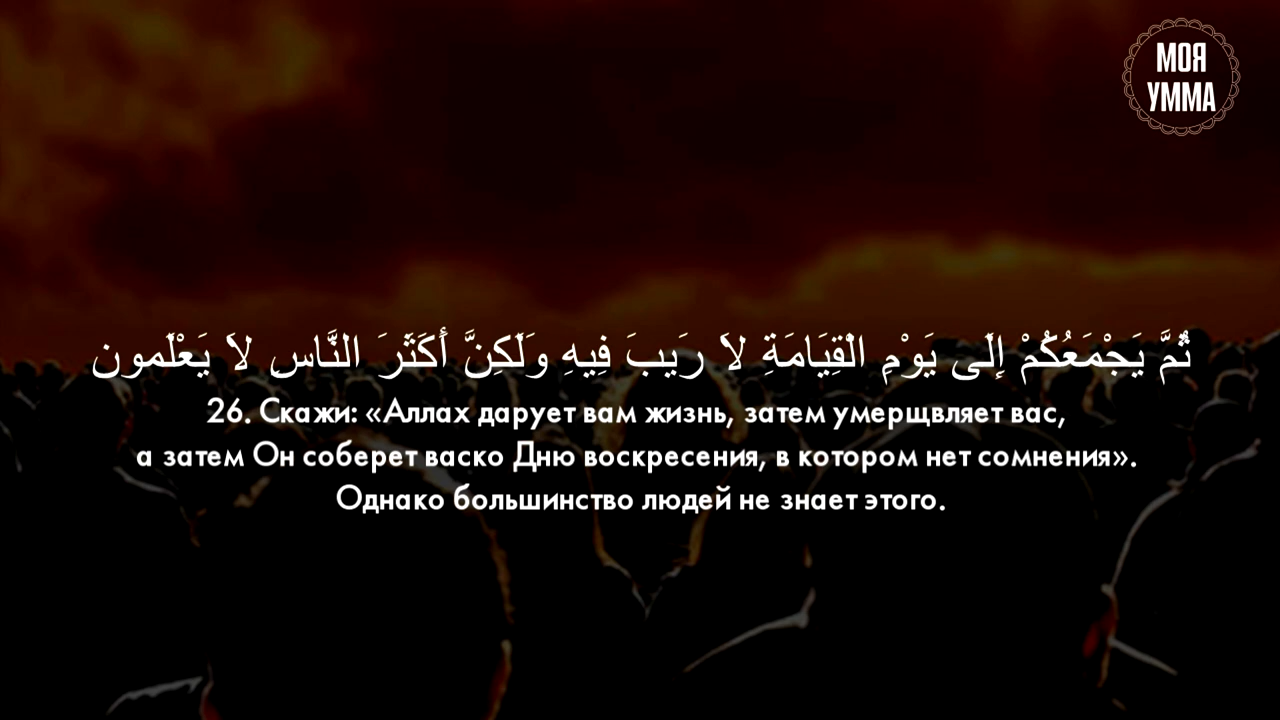 МОЯ
УММА
ثُمَّ يَجْمَعُكُمْ إِلَى يَوْمِ الْقِيَامَةِ لاَ رَيبَ فِيهِ وَلَكِنَّ أَكَثَرَ النَّاسِ لاَ يَعْلَمون
26. Скажи: «Аллах дарует вам жизнь, затем умерщвляет вас,
а затем Он соберет васко Дню воскресения, в котором нет сомнения».
Однако большинство людей не знает этого.